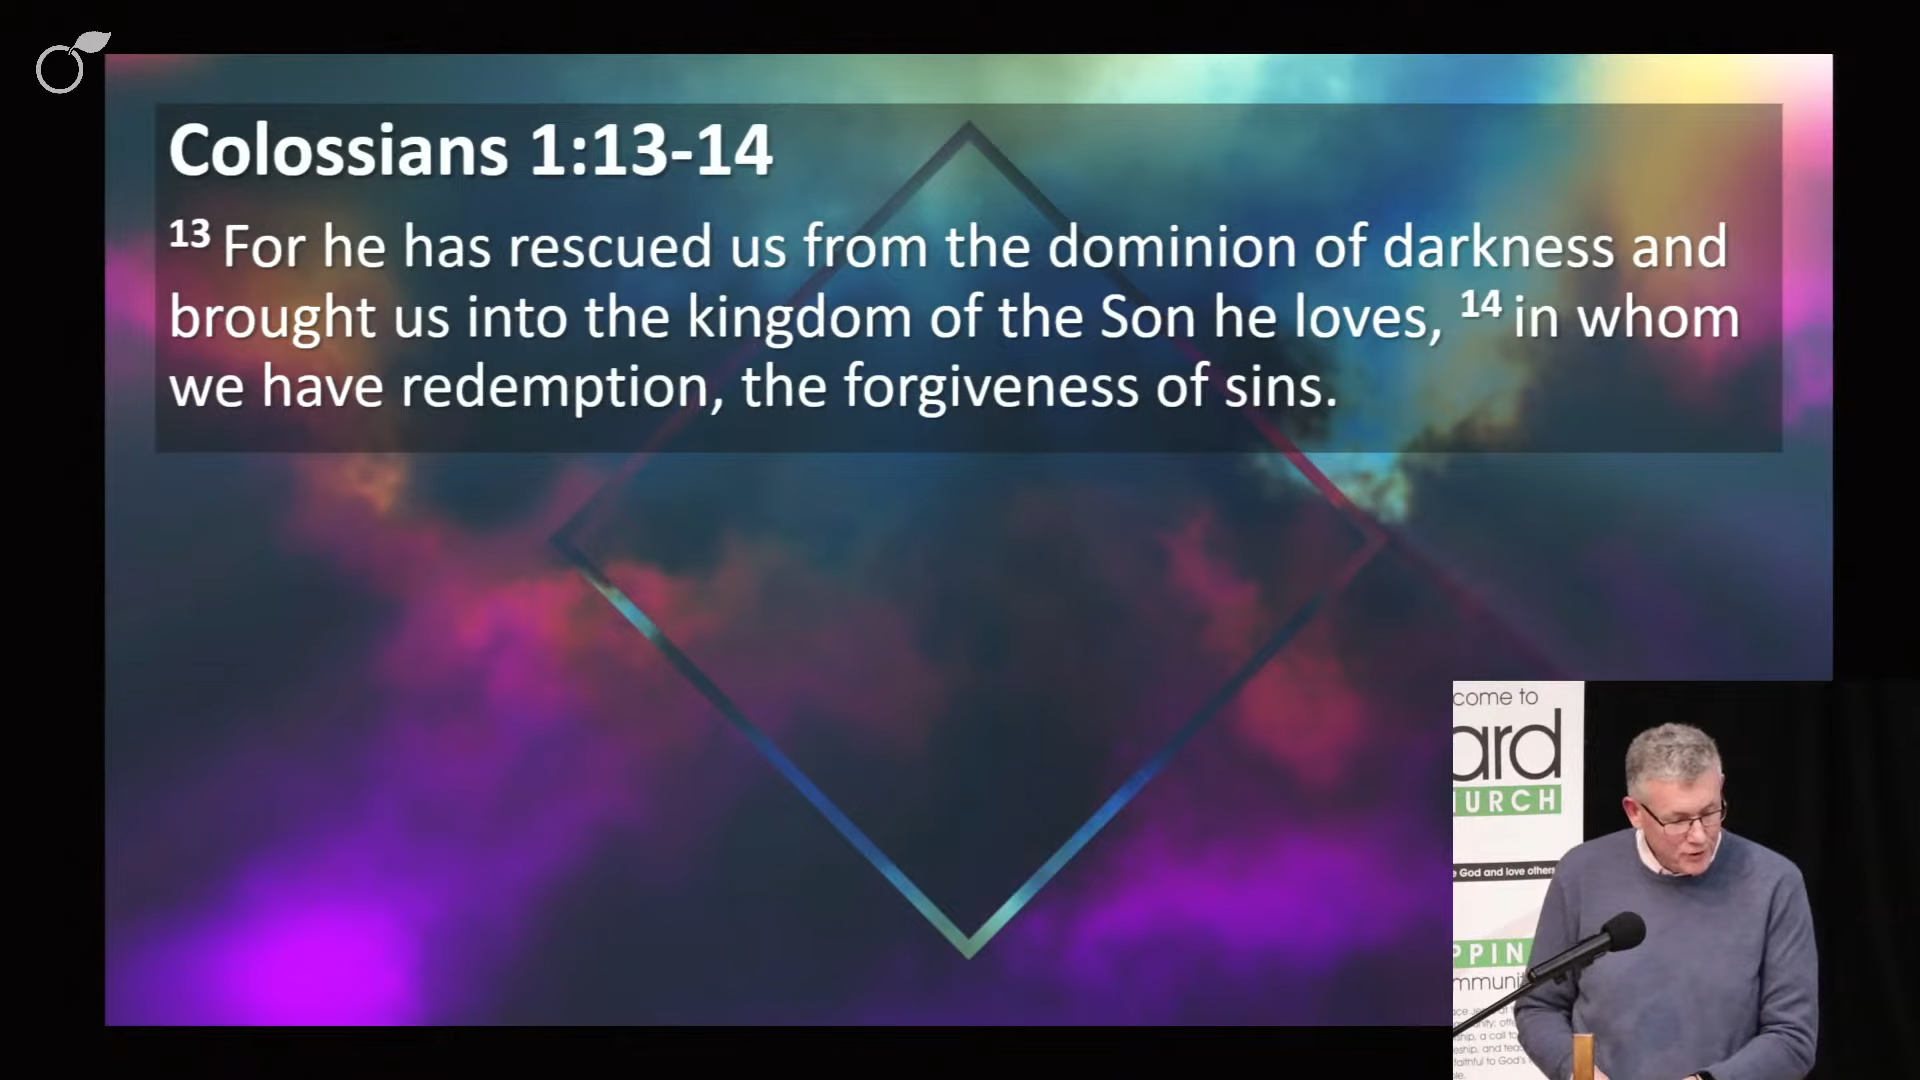 Colossians 1:13-14
13 For he has rescued us from the dominion of darkness and
brought us into the kingdom of the Son he loves, 14 in whom
we have redemption, the forgiveness of sins.
come to
ard
URCH
God and love others
PPIN
mmunit